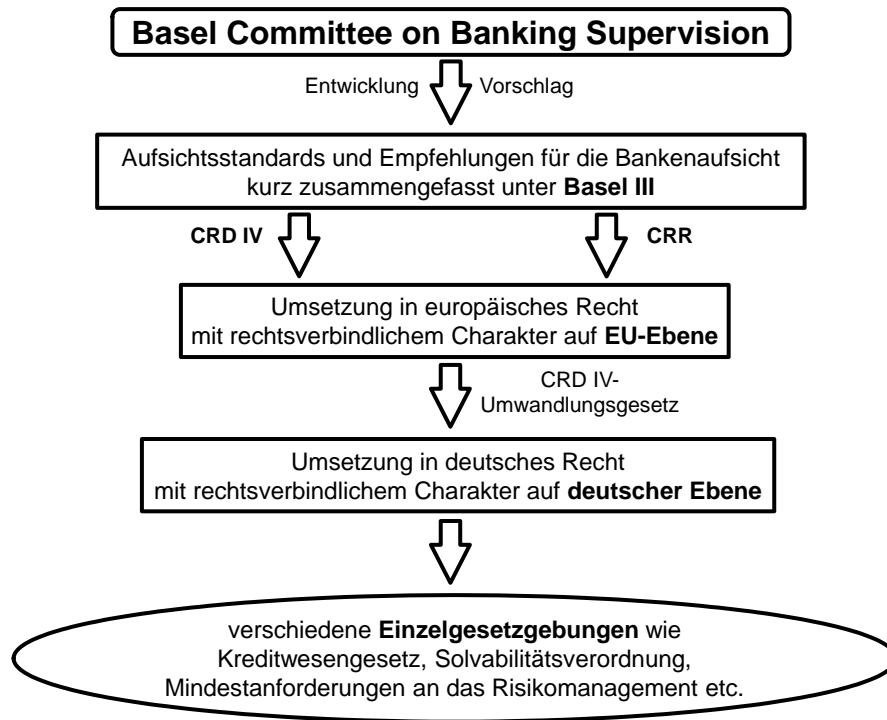 Basel Committee on Banking Supervision
Entwicklung Vorschlag
Aufsichtsstandards und Empfehlungen für die Bankenaufsicht
kurz zusammengefasst unter Basel III
CRD IV CRR
Umsetzung in europäisches Recht
mit rechtsverbindlichem Charakter auf EU-Ebene
CRD IV-
Umwandlungsgesetz
Umsetzung in deutsches Recht
mit rechtsverbindlichem Charakter auf deutscher Ebene
verschiedene Einzelgesetzgebungen wie
Kreditwesengesetz, Solvabilitätsverordnung,
Mindestanforderungen an das Risikomanagement etc.